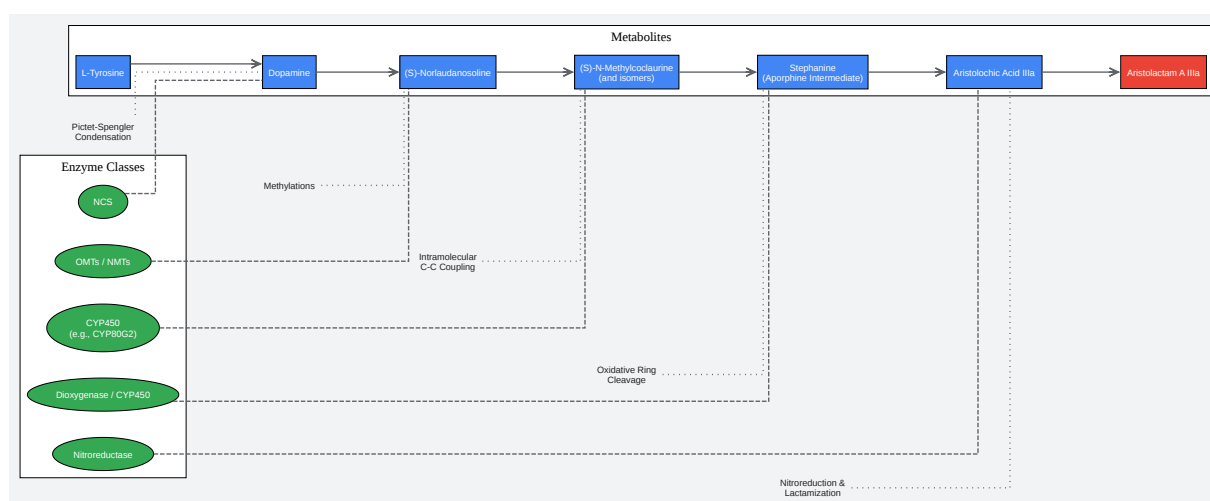 Metabolites
L-Tyrosine
Dopamine
(S)-Norlaudanosoline
(S)-N-Methylcoclaurine
(and isomers)
Stephanine
(Aporphine Intermediate)
Aristolochic Acid IIIa
Aristolactam A IIIa
Pictet-Spengler
Condensation
Enzyme Classes
NCS
Methylations
OMTs / NMTs
Intramolecular
C-C Coupling
CYP450
(e.g., CYP80G2)
Oxidative Ring
Cleavage
Dioxygenase / CYP450
Nitroreductase
Nitroreduction &
Lactamization